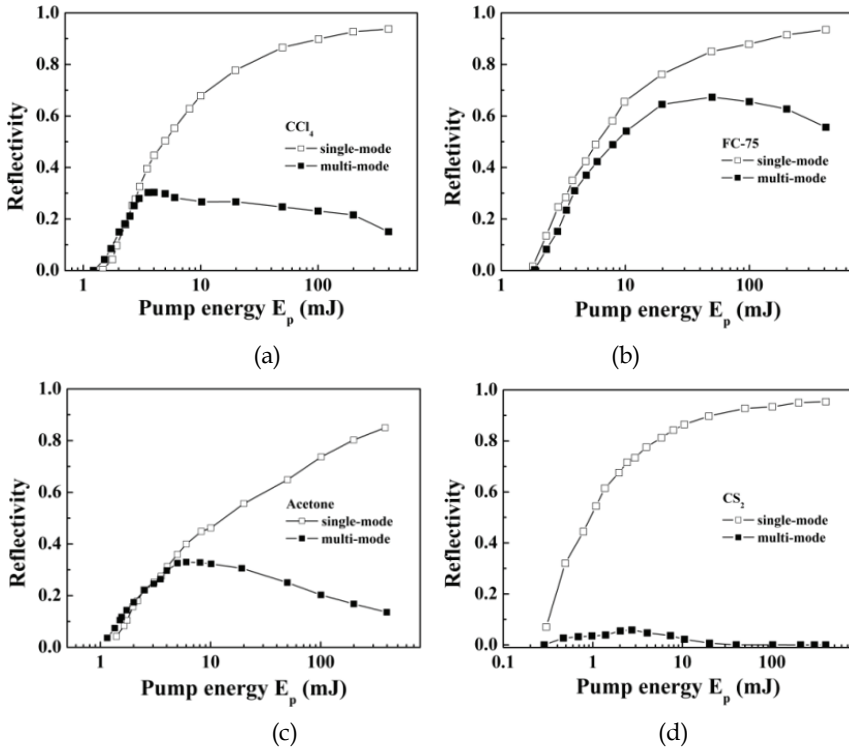 1.0
0.8
0.6
0.4
0.2
0.0
Reflectivity
CCl4
single-mode
multi-mode
1
10
100
Pump energy Ep (mJ)
(a)
1.0
0.8
0.6
0.4
0.2
0.0
Refletivity
FC-75
single-mode
multi-mode
1
10
100
Pump energy Ep (mJ)
(b)
1.0
0.8
0.6
0.4
0.2
0.0
Reflectivity
Acetone
single-mode
multi-mode
1
10
100
Pump energy Ep (mJ)
(c)
1.0
0.8
0.6
0.4
0.2
0.0
Reflectivity
CS2
single-mode
multi-mode
0.1
1
10
100
Pump energy Ep (mJ)
(d)